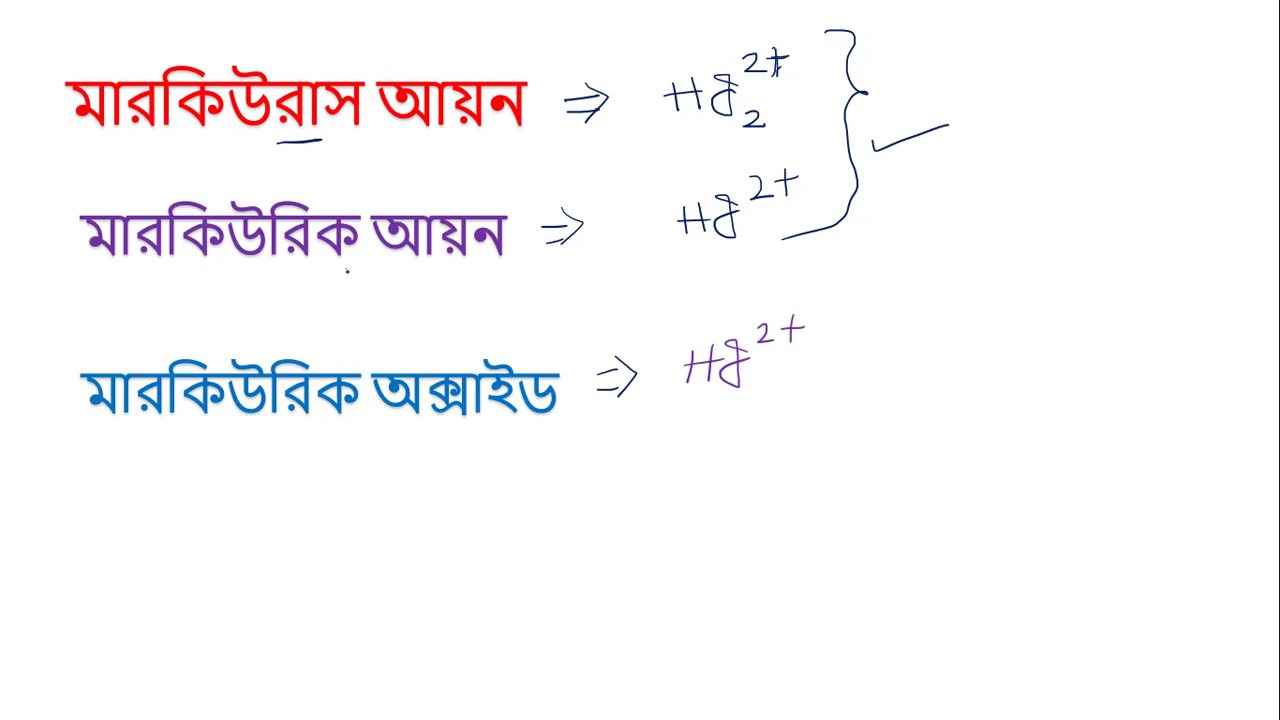 মারকিউরাস আয়ন ⇒ Hg₂²⁺
মারকিউরিক আয়ন ⇒ Hg²⁺
মারকিউরিক অক্সাইড ⇒ Hg²⁺